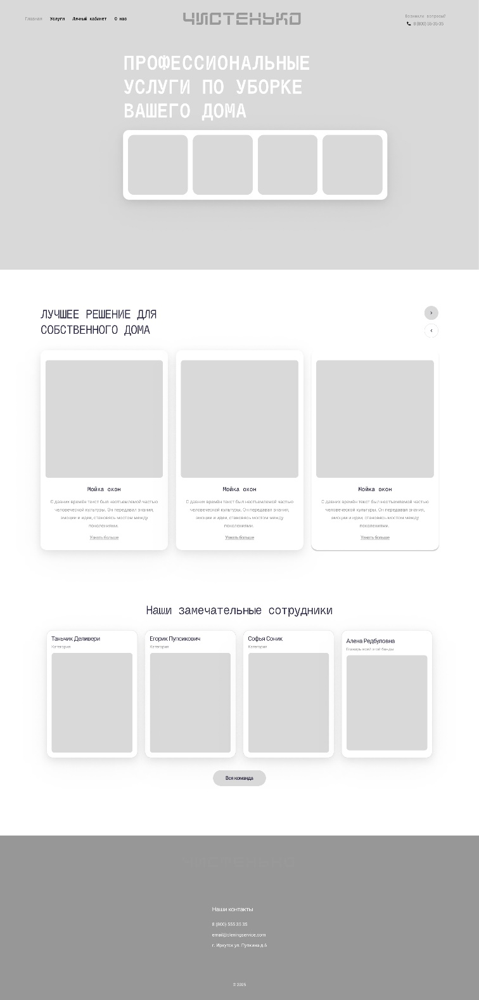 Главная Услуги Личный кабинет О нас
ЧИСТЕНЬКО
Возникли вопросы?
8 (800) 55-35-35
ПРОФЕССИОНАЛЬНЫЕ
УСЛУГИ ПО УБОРКЕ
ВАШЕГО ДОМА
ЛУЧШЕЕ РЕШЕНИЕ ДЛЯ
СОБСТВЕННОГО ДОМА
Мойка окон
С давних времён текст был неотъемлемой частью
человеческой культуры. Он передавал знания,
эмоции и идеи, становясь мостом между
поколениями.
Узнать больше
Мойка окон
С давних времён текст был неотъемлемой частью
человеческой культуры. Он передавал знания,
эмоции и идеи, становясь мостом между
поколениями.
Узнать больше
Мойка окон
С давних времён текст был неотъемлемой частью
человеческой культуры. Он передавал знания,
эмоции и идеи, становясь мостом между
поколениями.
Узнать больше
Наши замечательные сотрудники
Таньчик Деливери
Категория
Егорик Пупсикович
Категория
Софья Соник
Категория
Алена Редбуловна
Главарь всей этой банды
Вся команда
ЧИСТЕНЬКО
Наши контакты
8 (800) 555 35 35
email@cleningservice.com
г. Иркутск ул. Пупкина д.6
© 2025